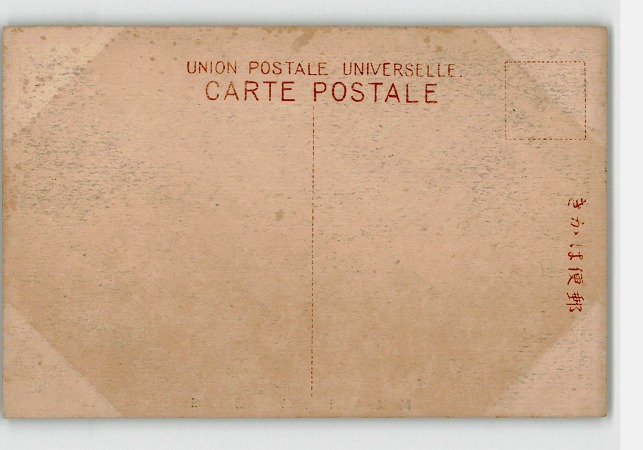 UNION POSTALE UNIVERSELLE.
CARTE POSTALE
きかは便郵